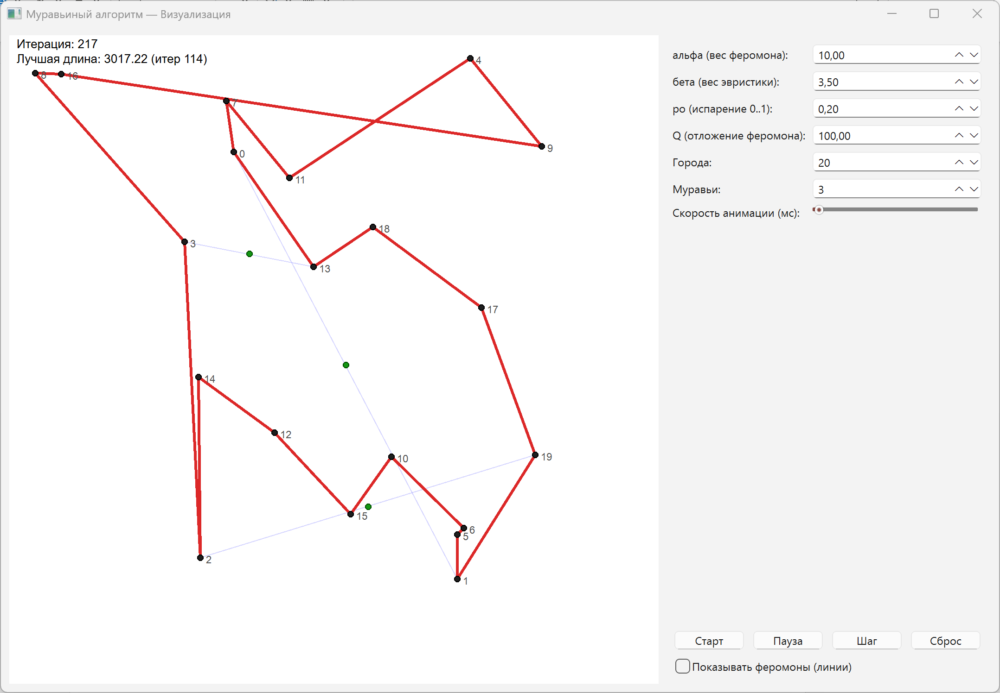 Муравьиный алгоритм — Визуализация
Итерация: 217
Лучшая длина: 3017.22 (итер 114)
4
8
16
7
9
0
11
18
3
13
17
14
12
10
19
15
6
5
2
1
альфа (вес феромона): 10,00
бета (вес эвристики): 3,50
ро (испарение 0..1): 0,20
Q (отложение феромона): 100,00
Города: 20
Муравьи: 3
Скорость анимации (мс):
Старт Пауза Шаг Сброс
Показывать феромоны (линии)